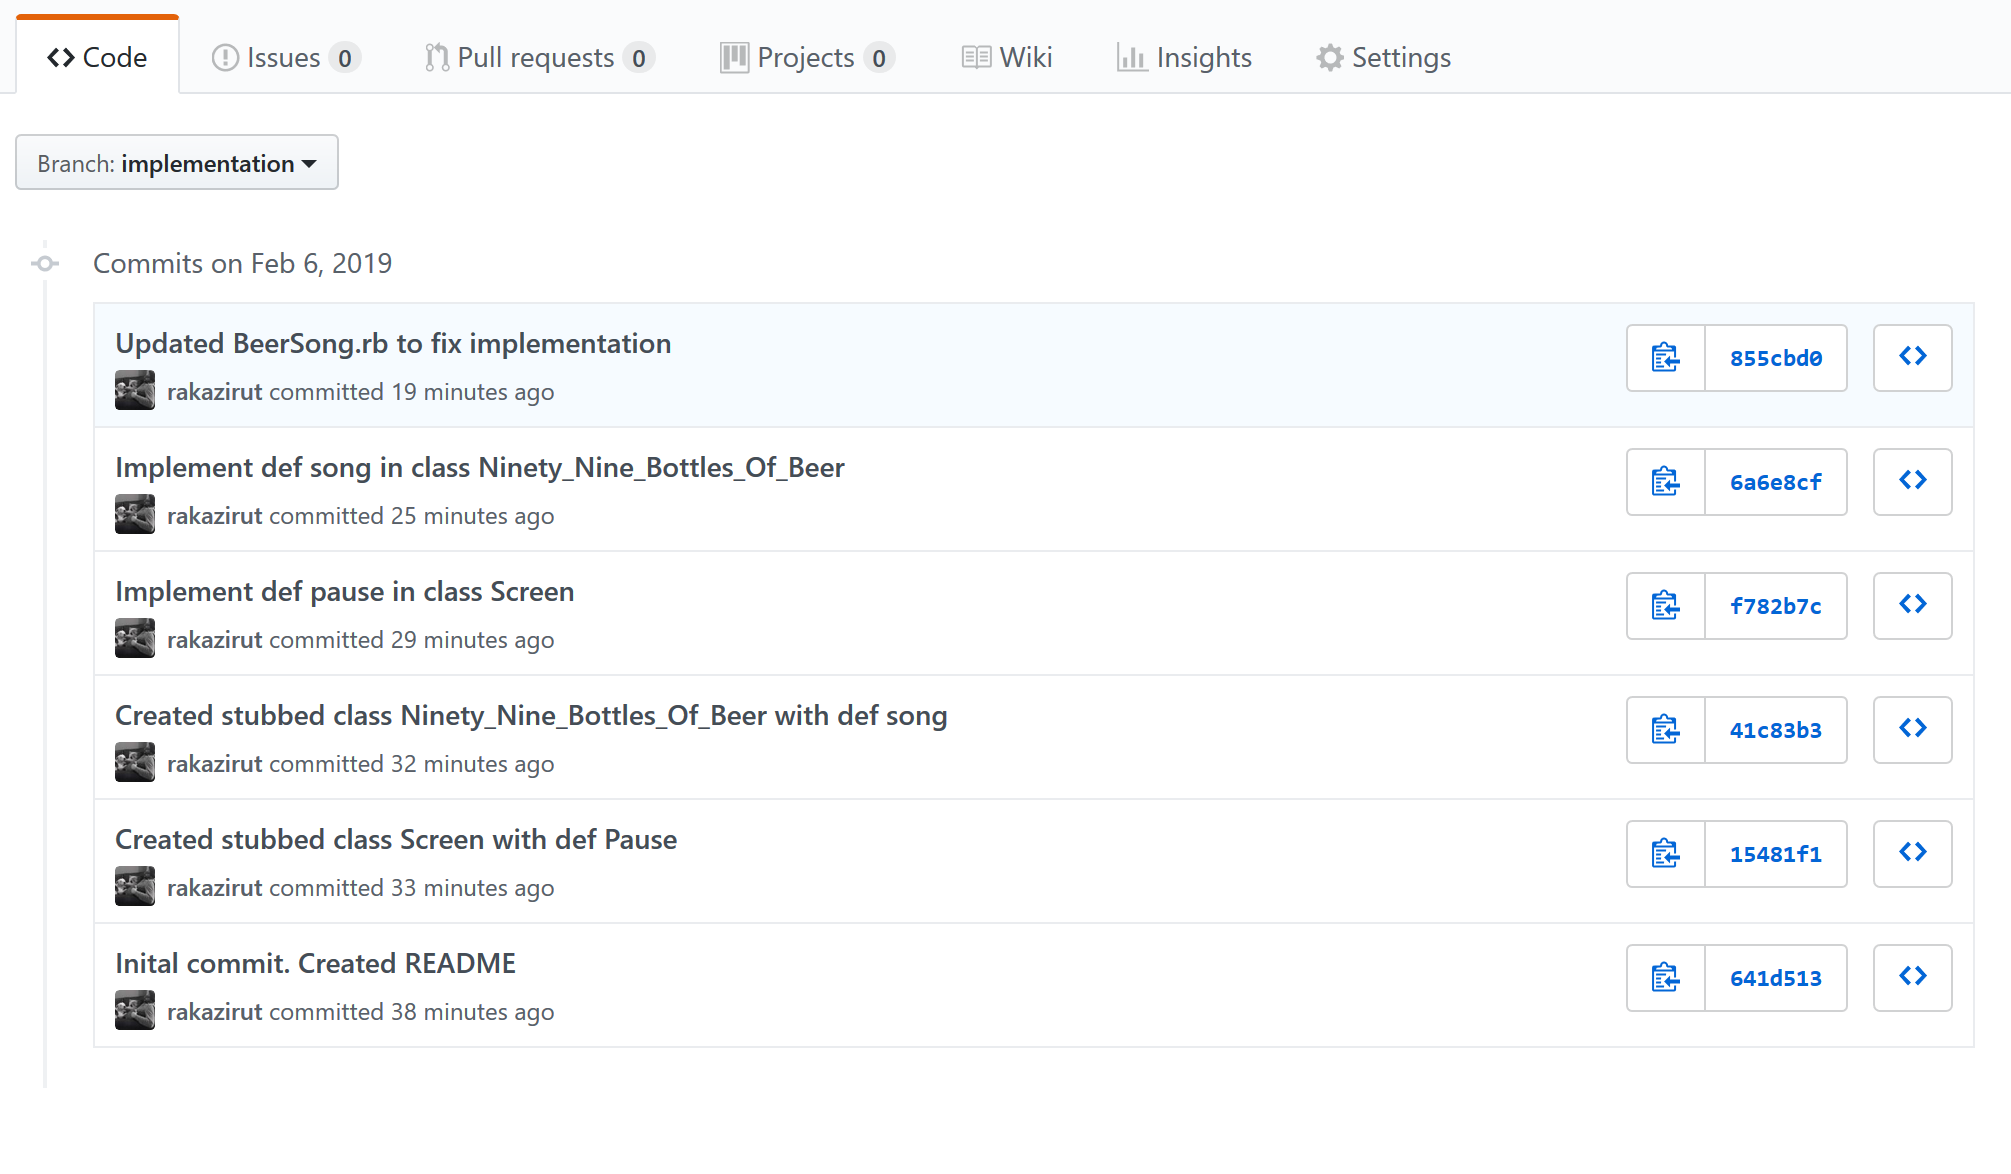 Code Issues 0 Pull requests 0 Projects 0 Wiki Insights Settings
Branch: implementation
Commits on Feb 6, 2019
Updated BeerSong.rb to fix implementation
rakazirut committed 19 minutes ago
855cbd0
Implement def song in class Ninety_Nine_Bottles_Of_Beer
rakazirut committed 25 minutes ago
6a6e8cf
Implement def pause in class Screen
rakazirut committed 29 minutes ago
f782b7c
Created stubbed class Ninety_Nine_Bottles_Of_Beer with def song
rakazirut committed 32 minutes ago
41c83b3
Created stubbed class Screen with def Pause
rakazirut committed 33 minutes ago
15481f1
Inital commit. Created README
rakazirut committed 38 minutes ago
641d513